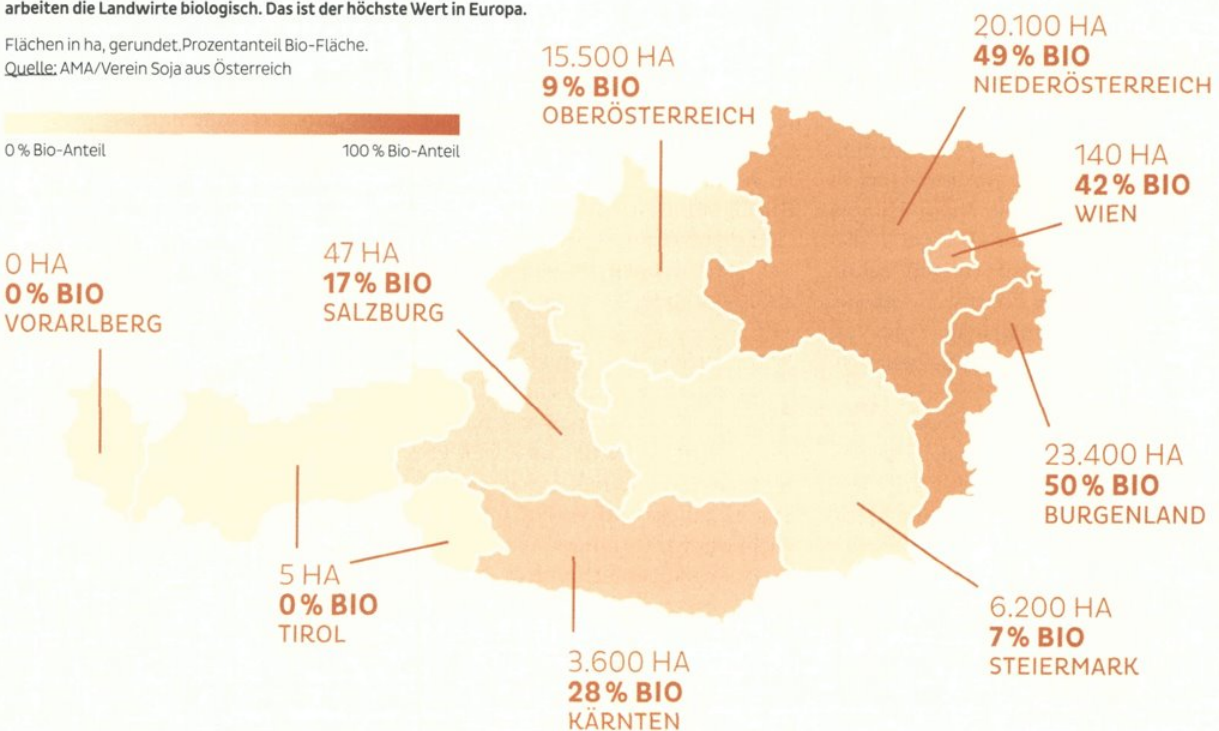 arbeiten die Landwirte biologisch. Das ist der höchste Wert in Europa.
Flächen in ha, gerundet.Prozentanteil Bio-Fläche.
Quelle: AMA/Verein Soja aus Österreich
0 % Bio-Anteil
100 % Bio-Anteil
15.500 HA
9 % BIO
OBERÖSTERREICH
20.100 HA
49 % BIO
NIEDERÖSTERREICH
140 HA
42 % BIO
WIEN
0 HA
0 % BIO
VORARLBERG
47 HA
17 % BIO
SALZBURG
23.400 HA
50 % BIO
BURGENLAND
5 HA
0 % BIO
TIROL
6.200 HA
7 % BIO
STEIERMARK
3.600 HA
28 % BIO
KÄRNTEN